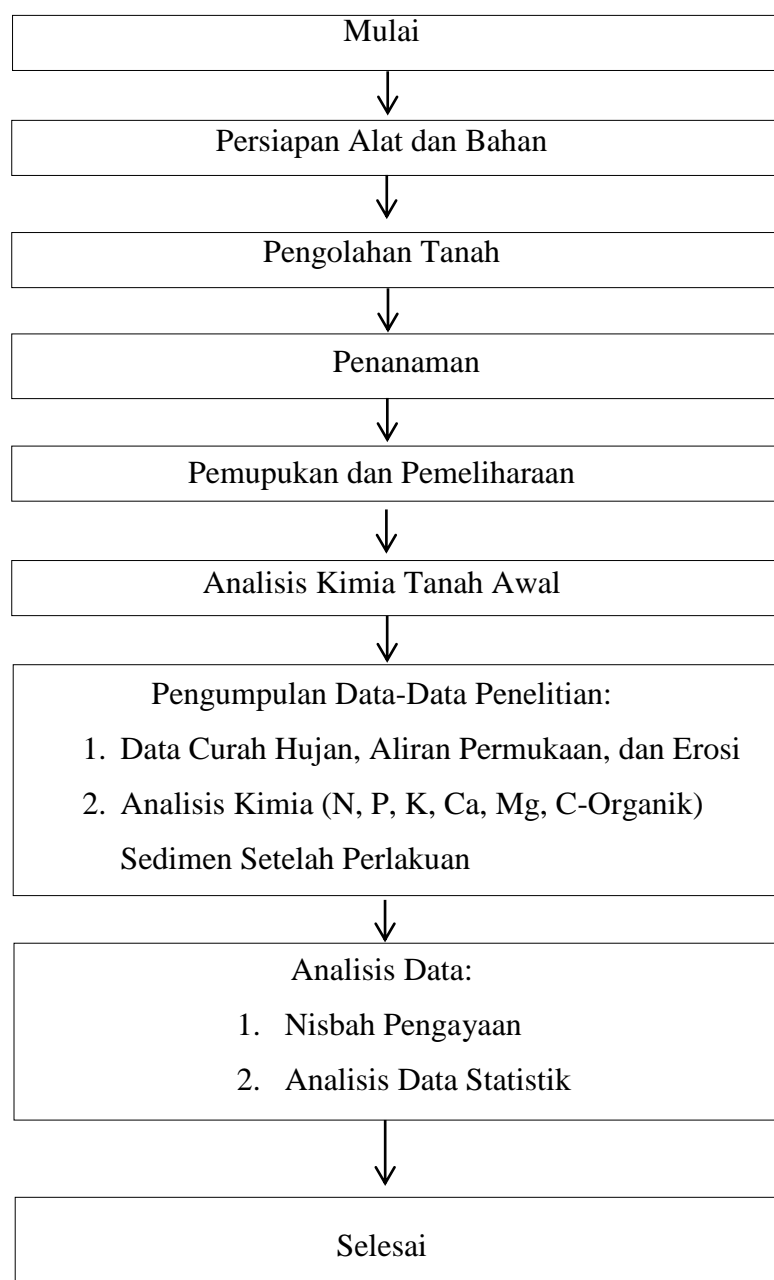 Mulai
Persiapan Alat dan Bahan
Pengolahan Tanah
Penanaman
Pemupukan dan Pemeliharaan
Analisis Kimia Tanah Awal
Pengumpulan Data-Data Penelitian:
1. Data Curah Hujan, Aliran Permukaan, dan Erosi
2. Analisis Kimia (N, P, K, Ca, Mg, C-Organik)
Sedimen Setelah Perlakuan
Analisis Data:
1. Nisbah Pengayaan
2. Analisis Data Statistik
Selesai